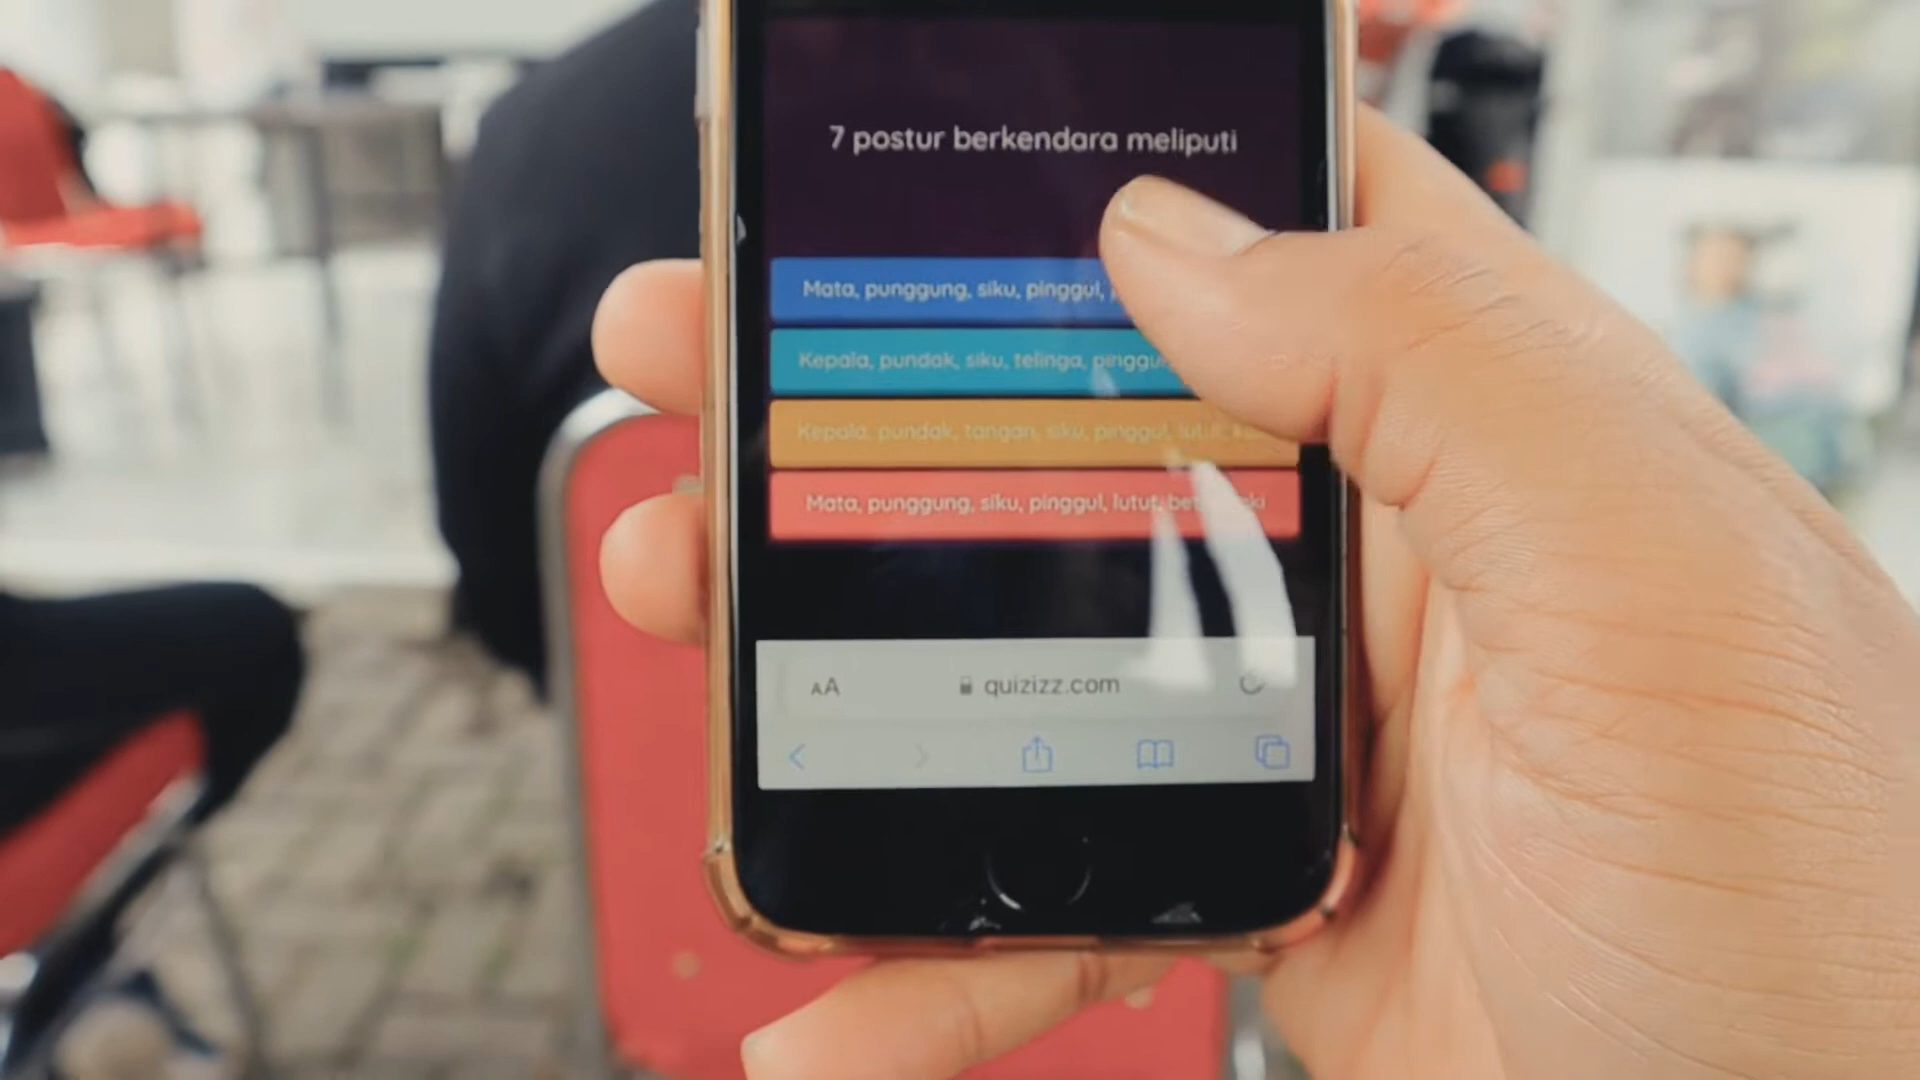 7 postur berkendara meliputi
Mata, punggung, siku, pinggul,
Kepala, pundak, siku, telinga,
Kepala, pundak, tangan, siku, pinggul,
Mata, punggung, siku, pinggul, lutut,
AA quizizz.com